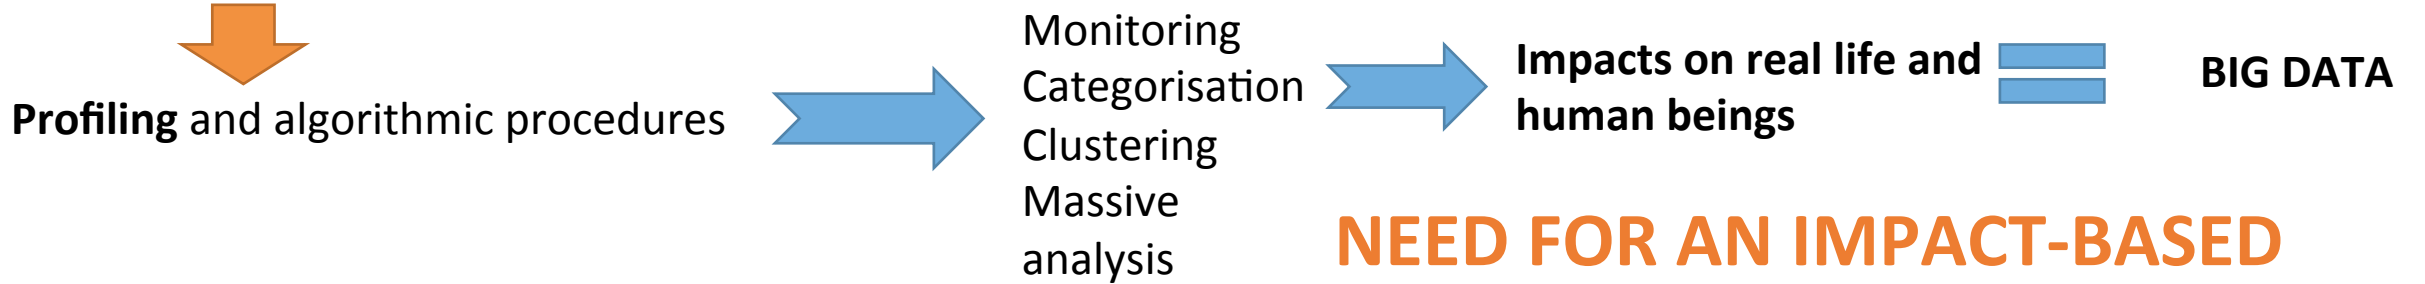 Profiling and algorithmic procedures
Monitoring
Categorisation
Clustering
Massive
analysis
Impacts on real life and
human beings
BIG DATA
NEED FOR AN IMPACT-BASED